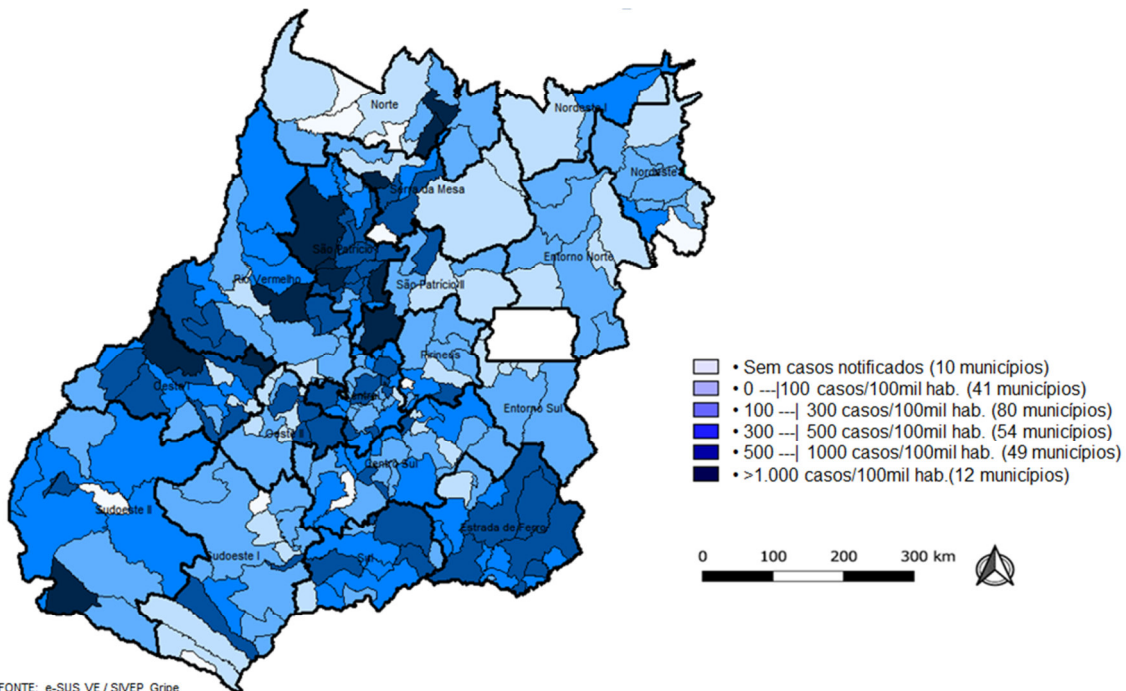 Norte
Nordeste I
Nordeste
Serra da Mesa
São Patrício
Entorno Norte
Rio Vermelho
São Patrício II
Pirineus
Oeste I
Central
Entorno Sul
Oeste II
Centro Sul
Sudoeste II
Estrada de Ferro
Sudoeste I
Sul
• Sem casos notificados (10 municípios)
• 0 ---|100 casos/100mil hab. (41 municípios)
• 100 ---| 300 casos/100mil hab. (80 municípios)
• 300 ---| 500 casos/100mil hab. (54 municípios)
• 500 ---| 1000 casos/100mil hab. (49 municípios)
• >1.000 casos/100mil hab.(12 municípios)
0 100 200 300 km
FONTE: e-SUS VE / SIVEP Gripe